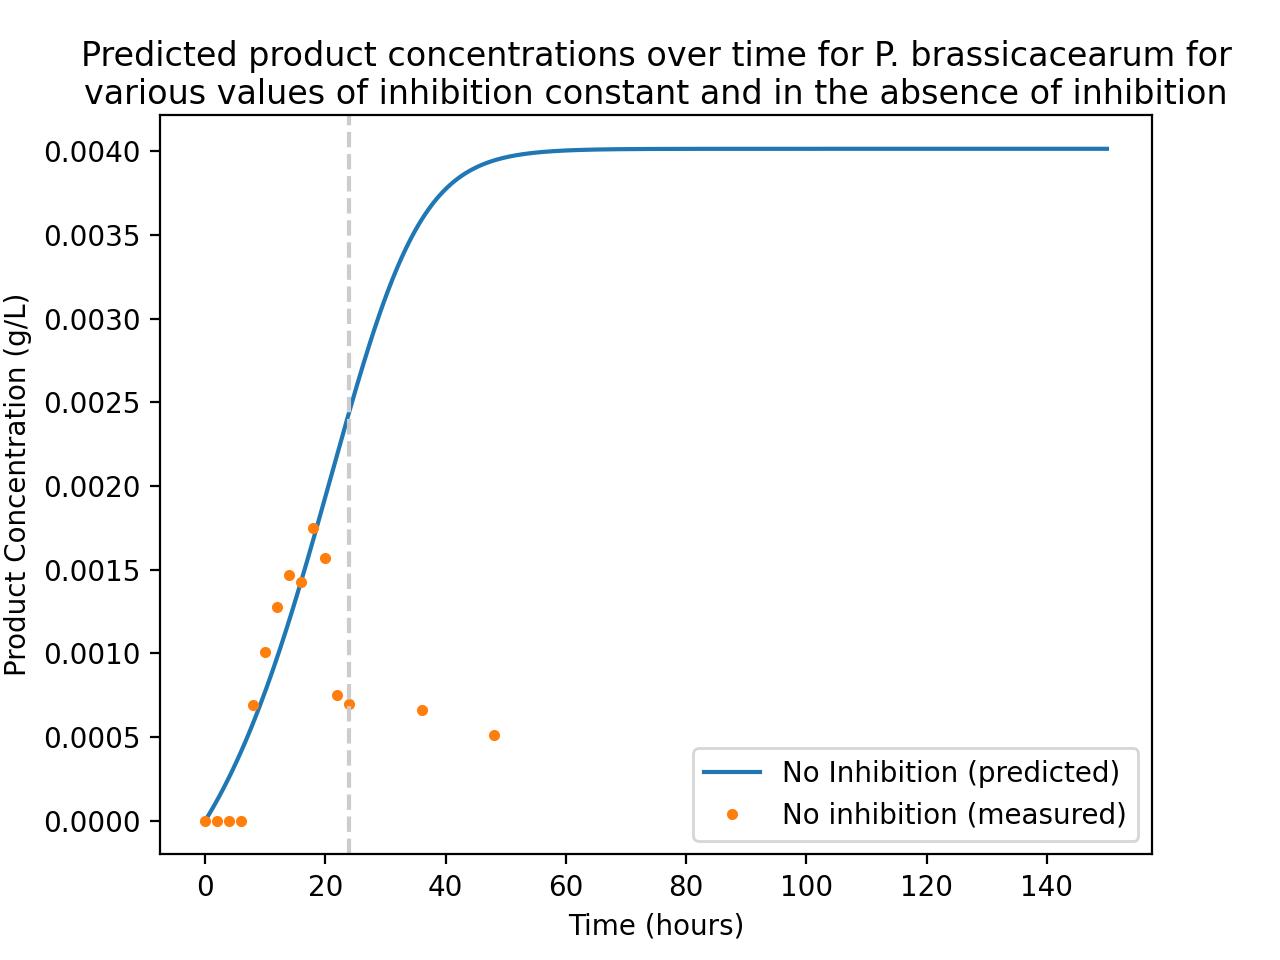 Predicted product concentrations over time for P. brassicacearum for
various values of inhibition constant and in the absence of inhibition
Product Concentration (g/L)
0.0040
0.0035
0.0030
0.0025
0.0020
0.0015
0.0010
0.0005
0.0000
No Inhibition (predicted)
No inhibition (measured)
0 20 40 60 80 100 120 140
Time (hours)